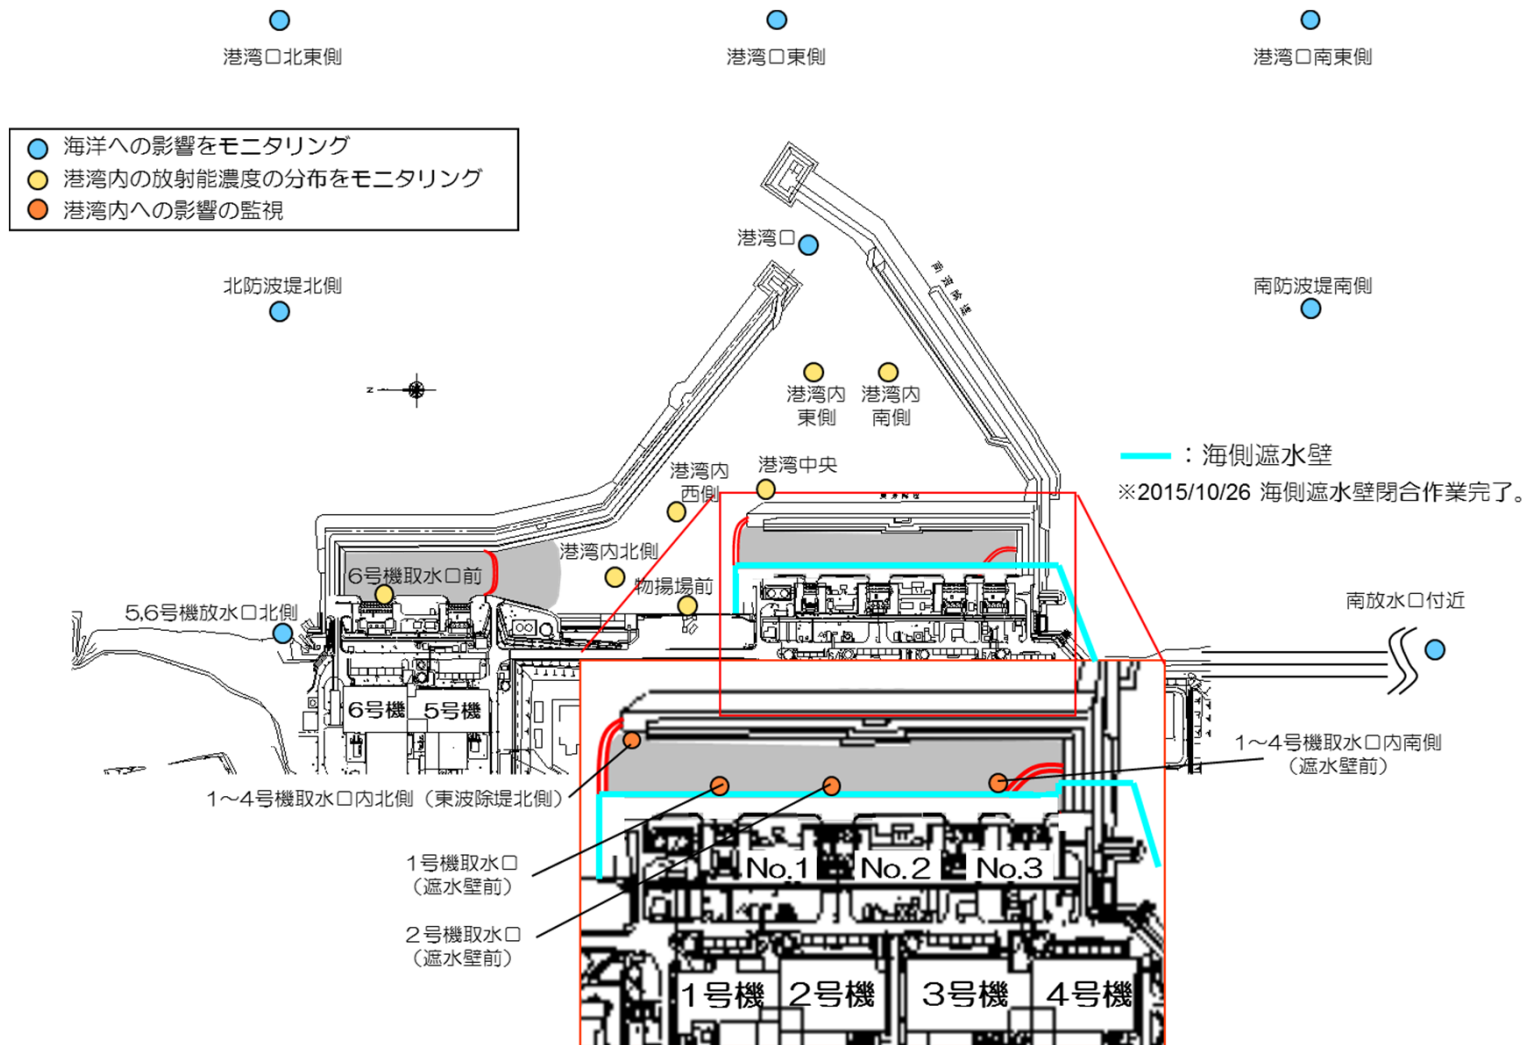 港湾口北東側
港湾口東側
港湾口南東側
海洋への影響をモニタリング
港湾内の放射能濃度の分布をモニタリング
港湾内への影響の監視
港湾口
北防波堤北側
南防波堤南側
N
港湾内
東側
港湾内
南側
：海側遮水壁
※2015/10/26 海側遮水壁閉合作業完了。
港湾中央
港湾内
西側
港湾内北側
6号機取水口前
物揚場前
5,6号機放水口北側
南放水口付近
6号機
5号機
1～4号機取水口内南側
（遮水壁前）
1～4号機取水口内北側（東波除堤北側）
1号機取水口
（遮水壁前）
2号機取水口
（遮水壁前）
No.1
No.2
No.3
1号機
2号機
3号機
4号機